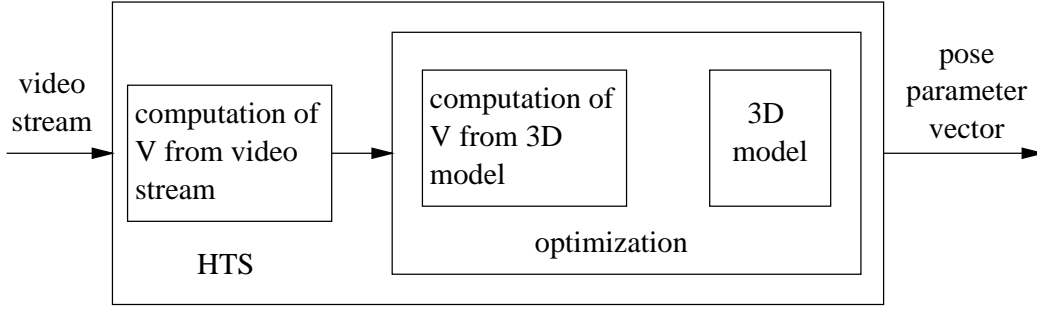 video
stream
computation of
V from video
stream
HTS
computation of
V from 3D
model
3D
model
optimization
pose
parameter
vector